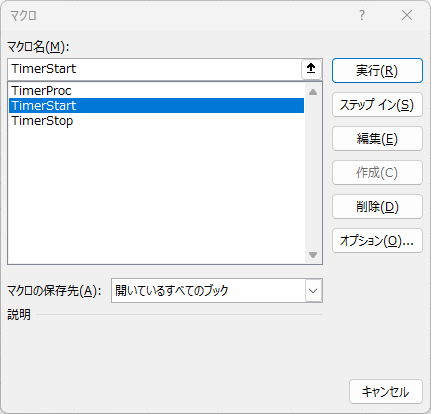 マクロ
? ×
マクロ名(M):
TimerStart
実行(R)
TimerProc
TimerStart
TimerStop
ステップ イン(S)
編集(E)
作成(C)
削除(D)
オプション(O)...
マクロの保存先(A): 開いているすべてのブック
説明
キャンセル